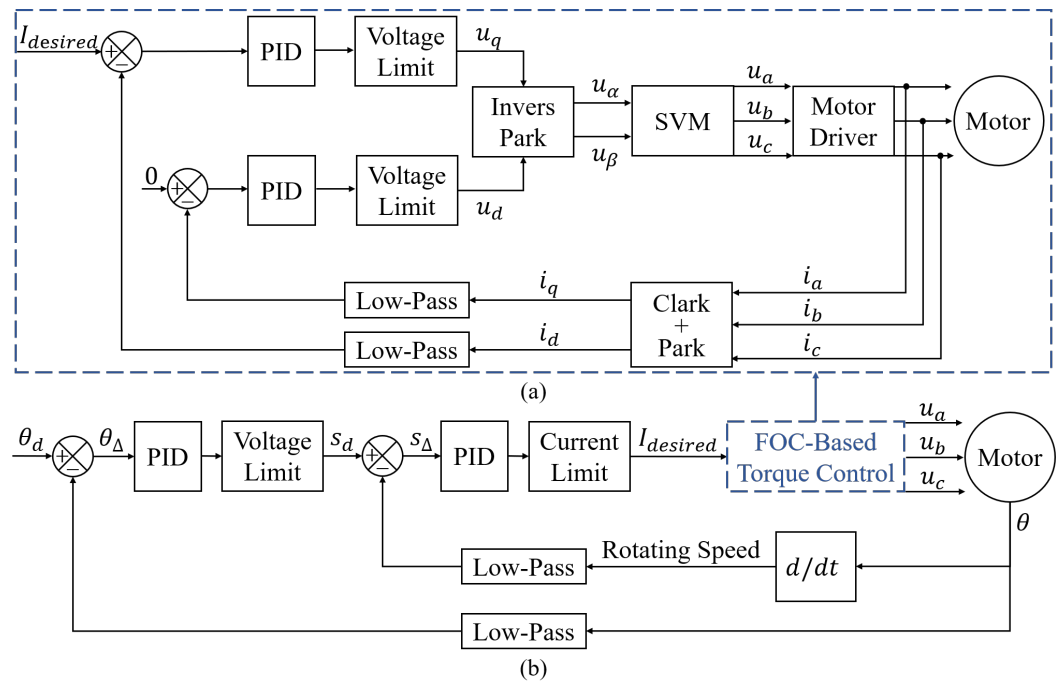 I_desired
+
−
PID
Voltage
Limit
u_q
Invers
Park
u_α
u_β
SVM
u_a
u_b
u_c
Motor
Driver
Motor
0
+
−
PID
Voltage
Limit
u_d
Low-Pass
i_q
Low-Pass
i_d
Clark
+
Park
i_a
i_b
i_c
(a)
θ_d
+
−
θ_Δ
PID
Voltage
Limit
s_d
+
−
s_Δ
PID
Current
Limit
I_desired
FOC-Based
Torque Control
u_a
u_b
u_c
Motor
θ
Low-Pass
Rotating Speed
d/dt
Low-Pass
(b)